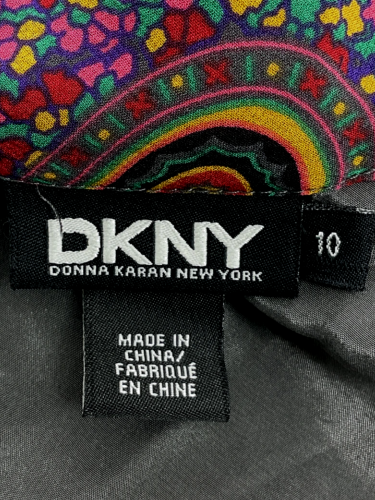 DKNY
DONNA KARAN NEW YORK
10
MADE IN
CHINA/
FABRIQUÉ
EN CHINE